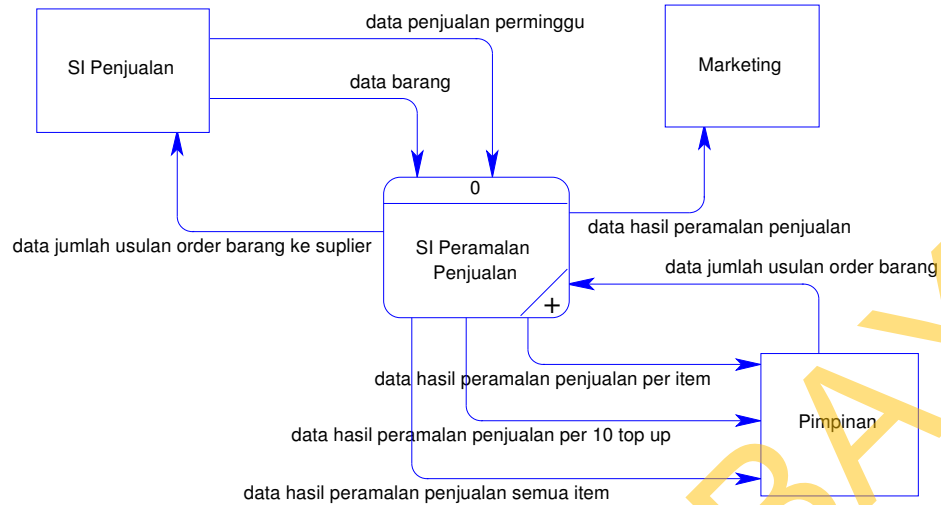 data penjualan perminggu
SI Penjualan
Marketing
data barang
0
data jumlah usulan order barang ke suplier
SI Peramalan
Penjualan
data hasil peramalan penjualan
data jumlah usulan order barang
+
data hasil peramalan penjualan per item
Pimpinan
data hasil peramalan penjualan per 10 top up
data hasil peramalan penjualan semua item